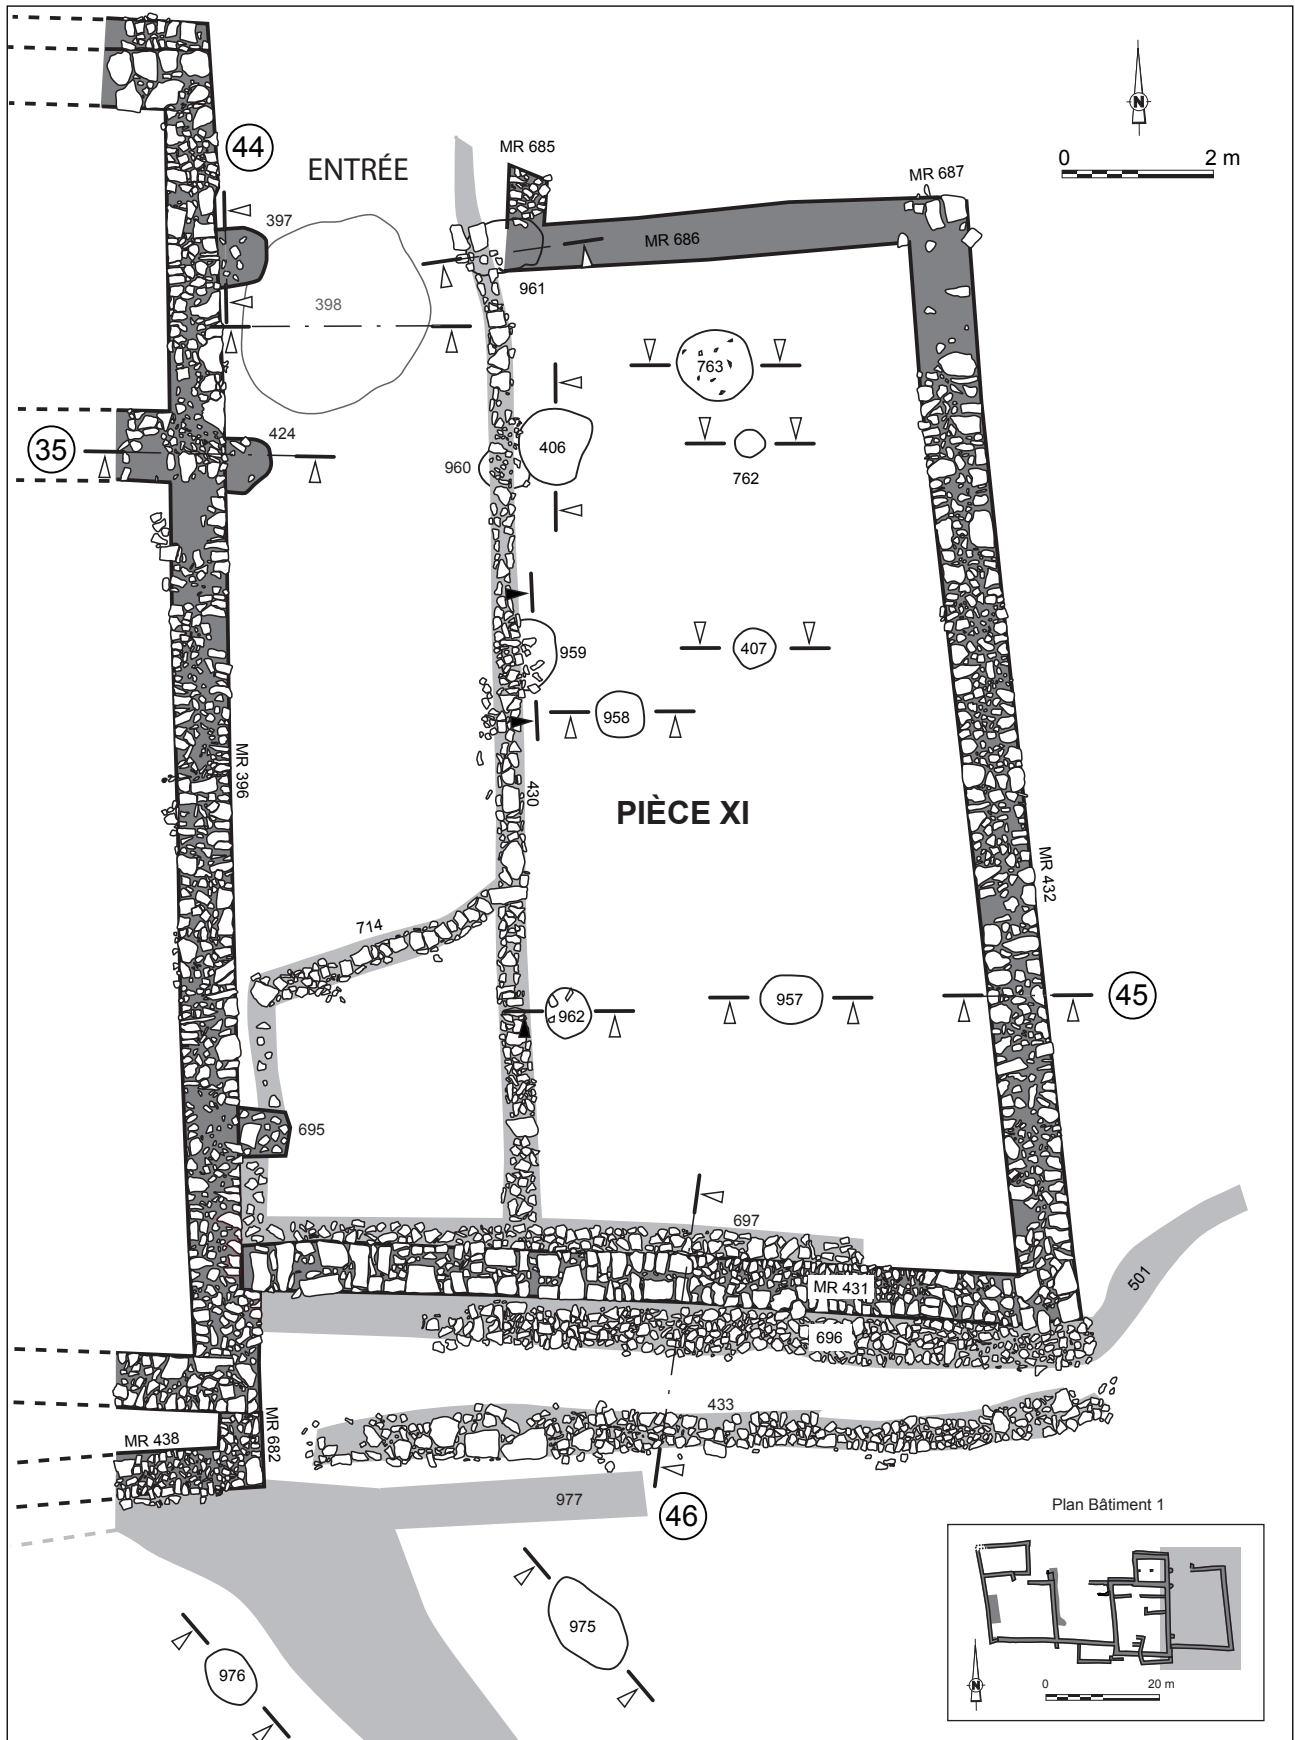 N
0 2 m
44
ENTRÉE
MR 685
MR 687
397
MR 686
961
398
763
35
424
406
960
762
959
407
958
MR 396
430
PIÈCE XI
MR 432
714
957
45
962
695
697
501
MR 431
696
433
MR 438
MR 682
977
46
Plan Bâtiment 1
975
976
N
0 20 m